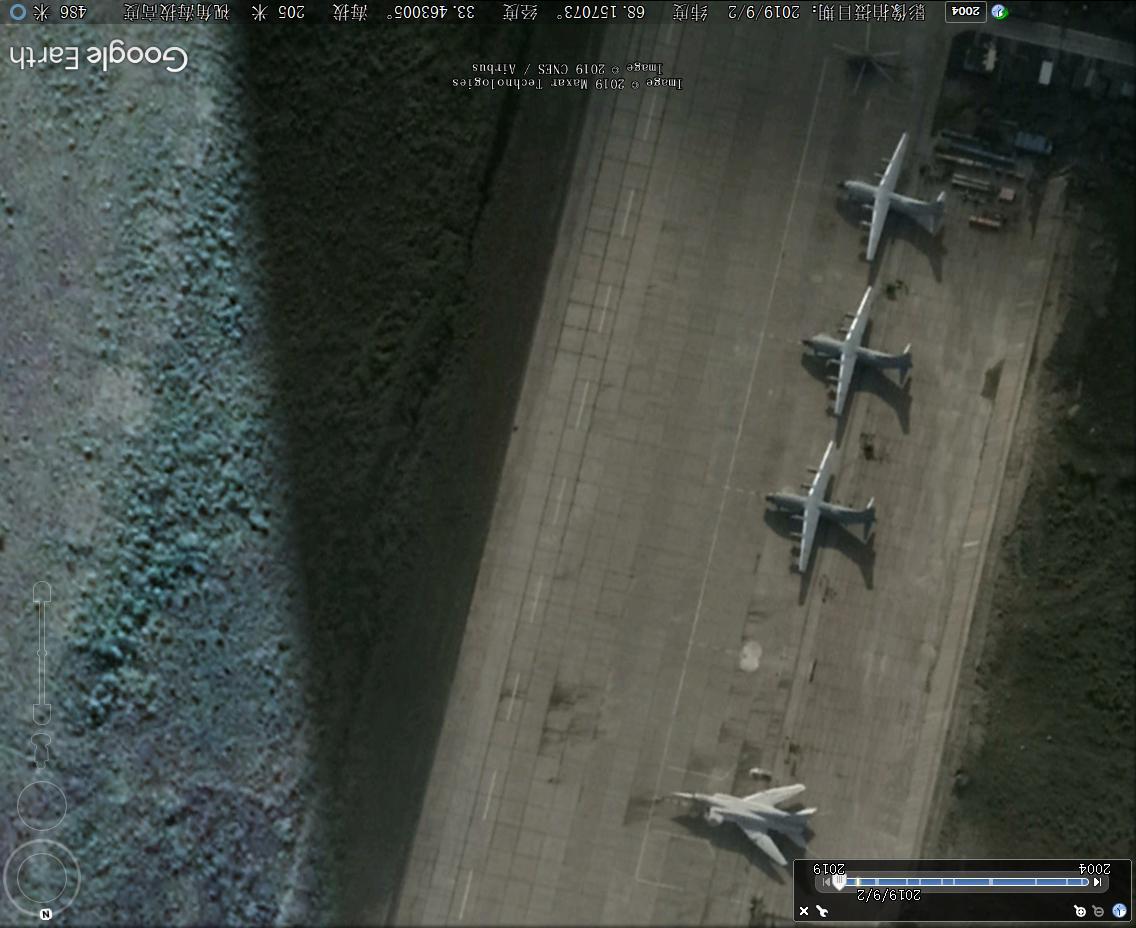 N
2019/9/2
2004 2019
Image © 2019 Maxar Technologies
Image © 2019 CNES / Airbus
Google Earth
2004 影像拍摄日期: 2019/9/2 纬度 68.157073° 经度 33.463005° 海拔 205 米 视角海拔高度 486 米